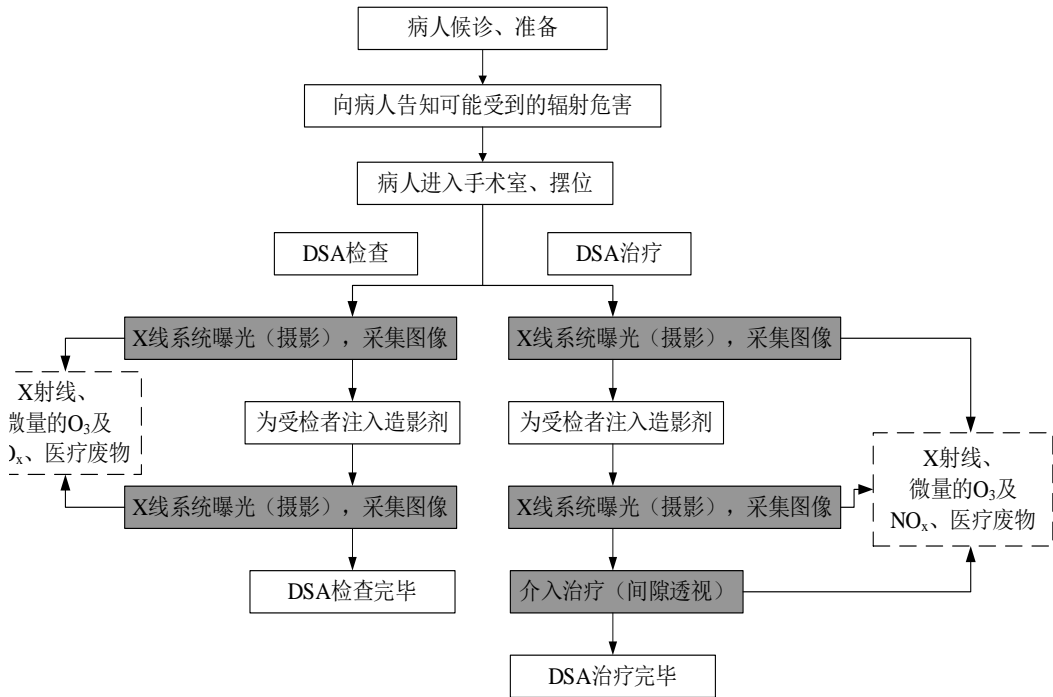 病人候诊、准备
向病人告知可能受到的辐射危害
病人进入手术室、摆位
DSA检查
DSA治疗
X线系统曝光（摄影），采集图像
X线系统曝光（摄影），采集图像
X射线、
微量的O₃及
Oₓ、医疗废物
为受检者注入造影剂
为受检者注入造影剂
X射线、
微量的O₃及
NOₓ、医疗废物
X线系统曝光（摄影），采集图像
X线系统曝光（摄影），采集图像
DSA检查完毕
介入治疗（间隙透视）
DSA治疗完毕